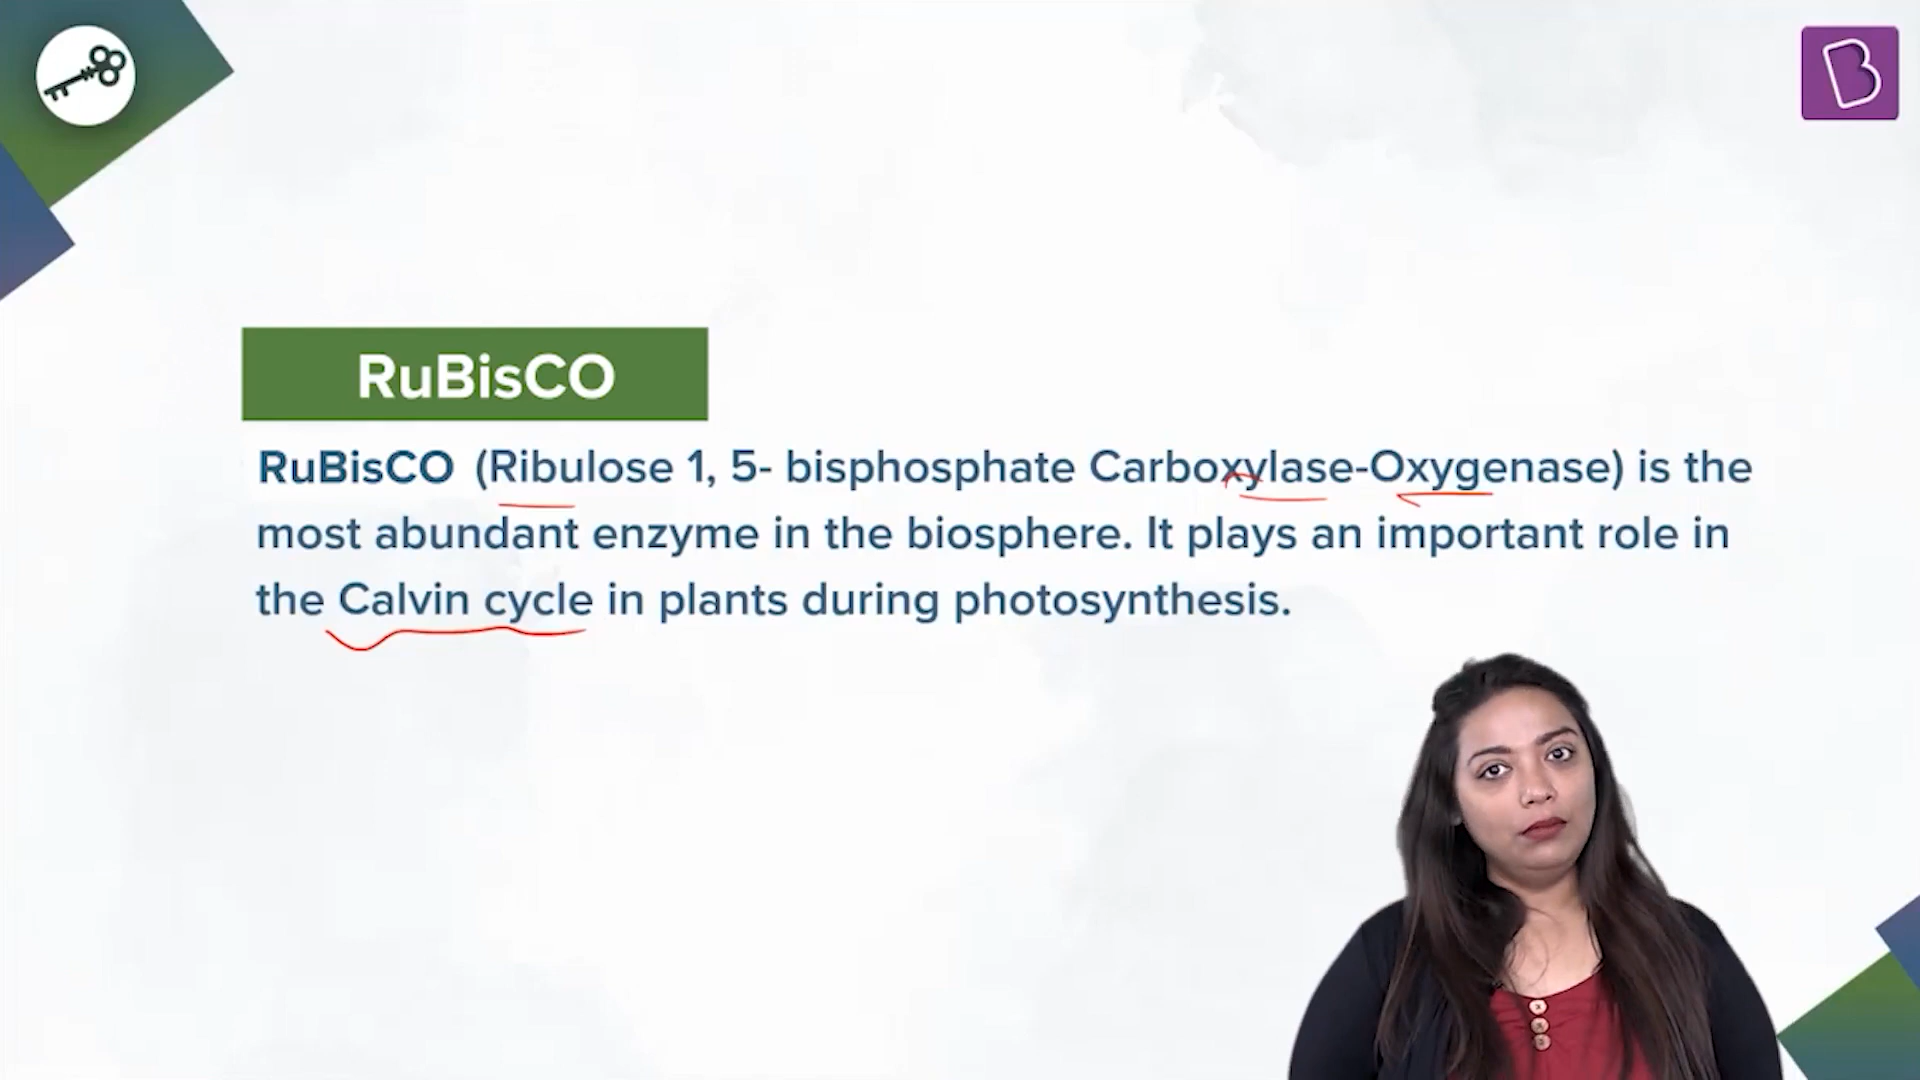 B
RuBisCO
RuBisCO (Ribulose 1, 5- bisphosphate Carboxylase-Oxygenase) is the
most abundant enzyme in the biosphere. It plays an important role in
the Calvin cycle in plants during photosynthesis.